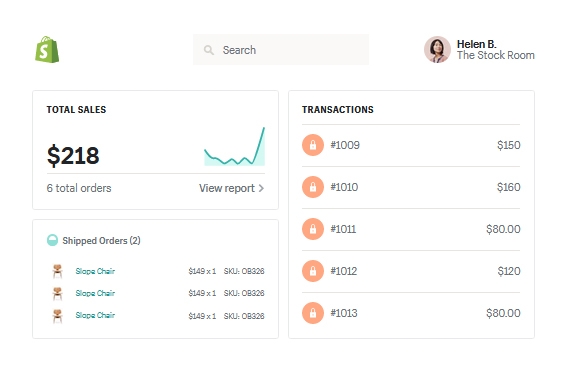 S
Search
Helen B.
The Stock Room
TOTAL SALES
$218
6 total orders
View report
Shipped Orders (2)
Slope Chair $149 x 1 SKU: OB326
Slope Chair $149 x 1 SKU: OB326
Slope Chair $149 x 1 SKU: OB326
TRANSACTIONS
#1009 $150
#1010 $160
#1011 $80.00
#1012 $120
#1013 $80.00